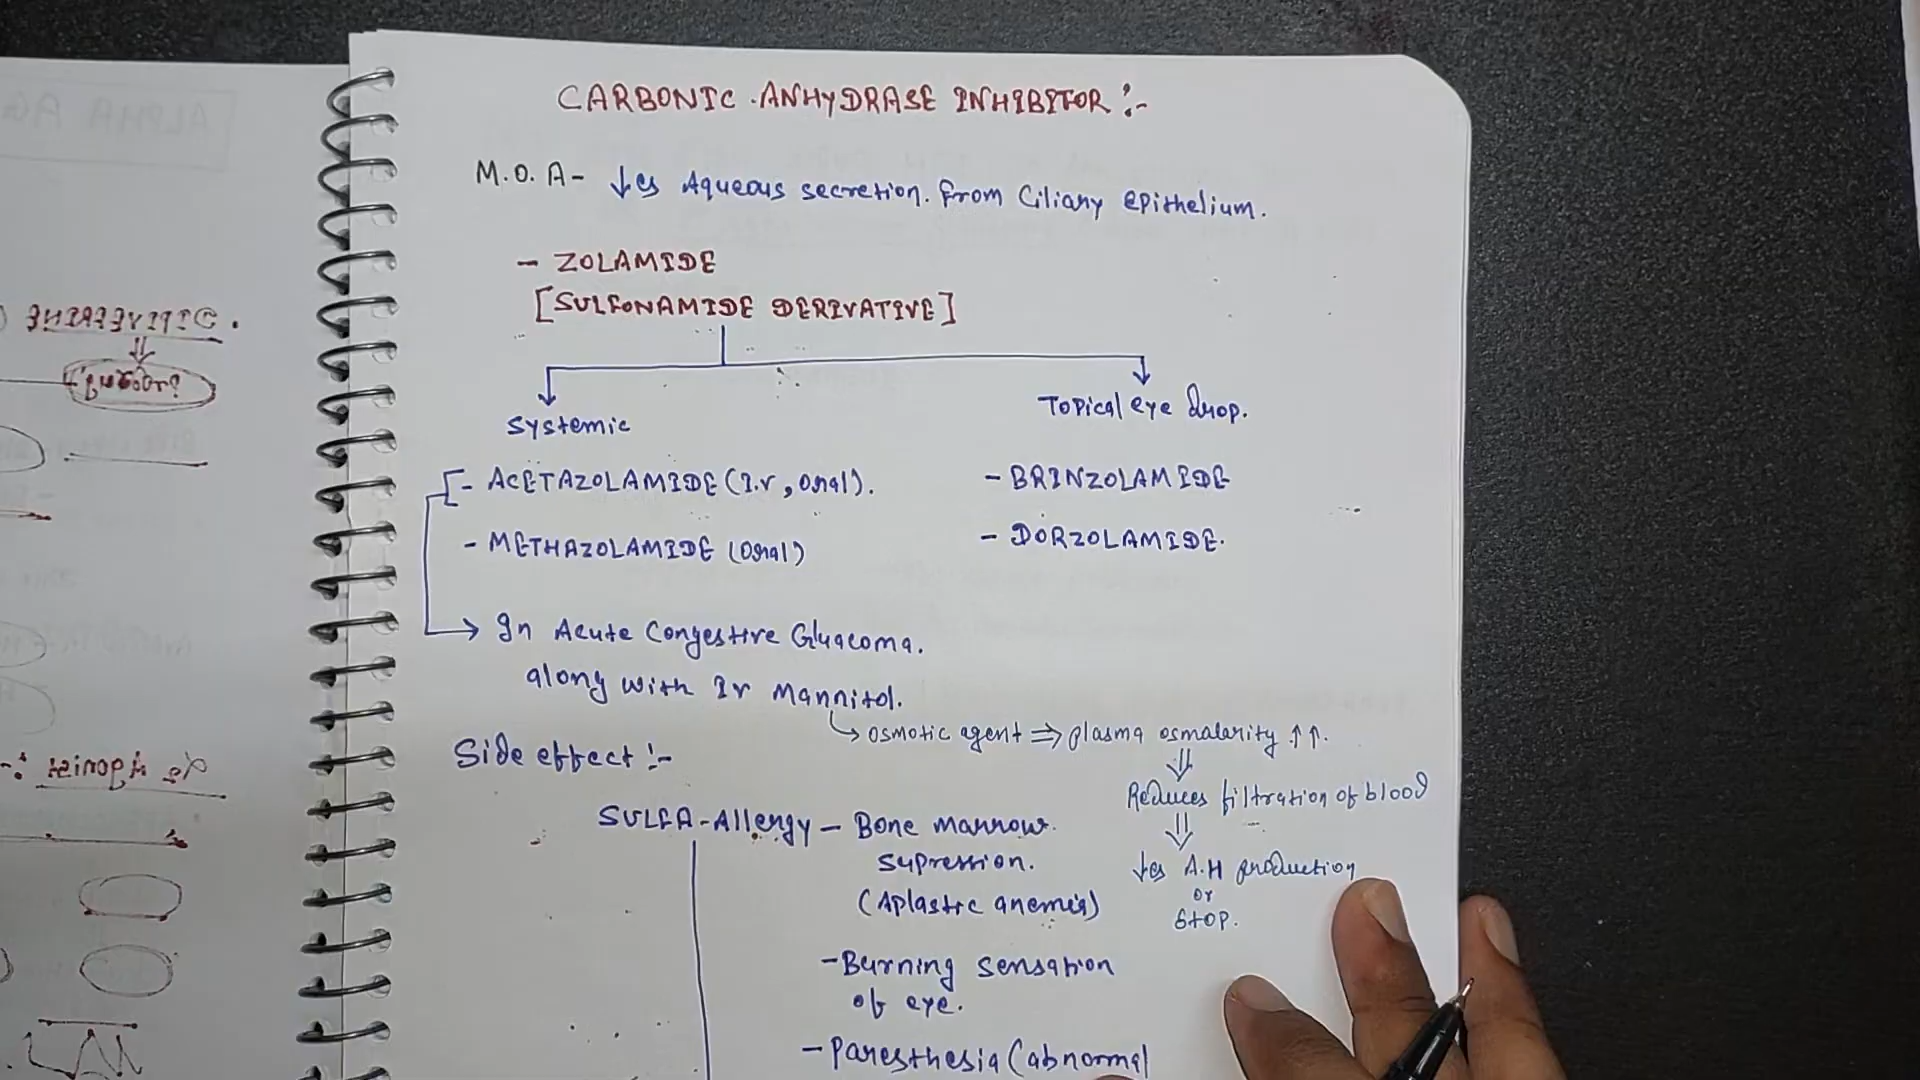 CARBONIC ANHYDRASE INHIBITOR :-
M.O.A - ↓es Aqueous secretion. From Ciliary epithelium.
- ZOLAMIDE
[SULFONAMIDE DERIVATIVE]
Systemic
Topical eye drop.
- ACETAZOLAMIDE (I.v, oral).
- BRINZOLAMIDE
- METHAZOLAMIDE (oral)
- DORZOLAMIDE.
→ In Acute Congestive Gluacoma.
along with Iv Mannitol.
↳ osmotic agent ⇒ plasma osmalarity ↑↑.
Side effect :-
⇓
Reduces filtration of blood
⇓
SULFA-Allergy - Bone marrow
supression.
↓es A.H production
or
(Aplastic anemia)
stop.
- Burning sensation
of eye.
- Paresthesia (abnormal